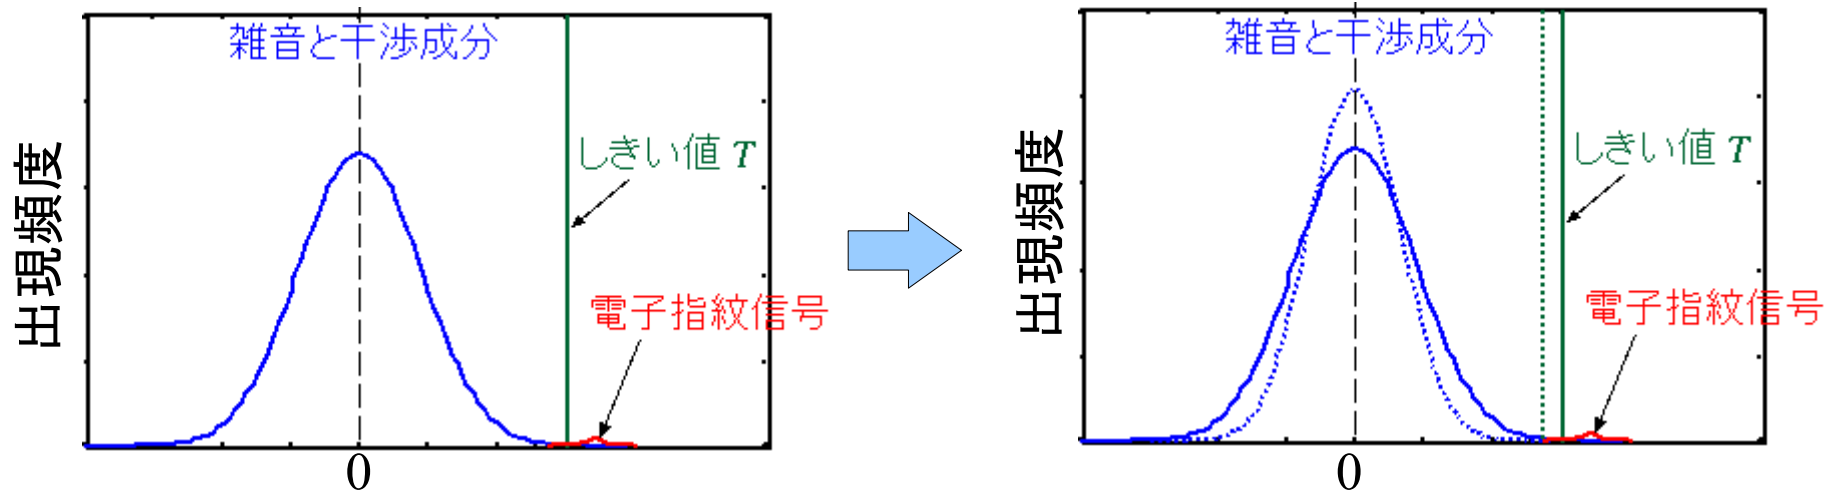 雑音と干渉成分
しきい値 T
電子指紋信号
出現頻度
0
雑音と干渉成分
しきい値 T
電子指紋信号
出現頻度
0